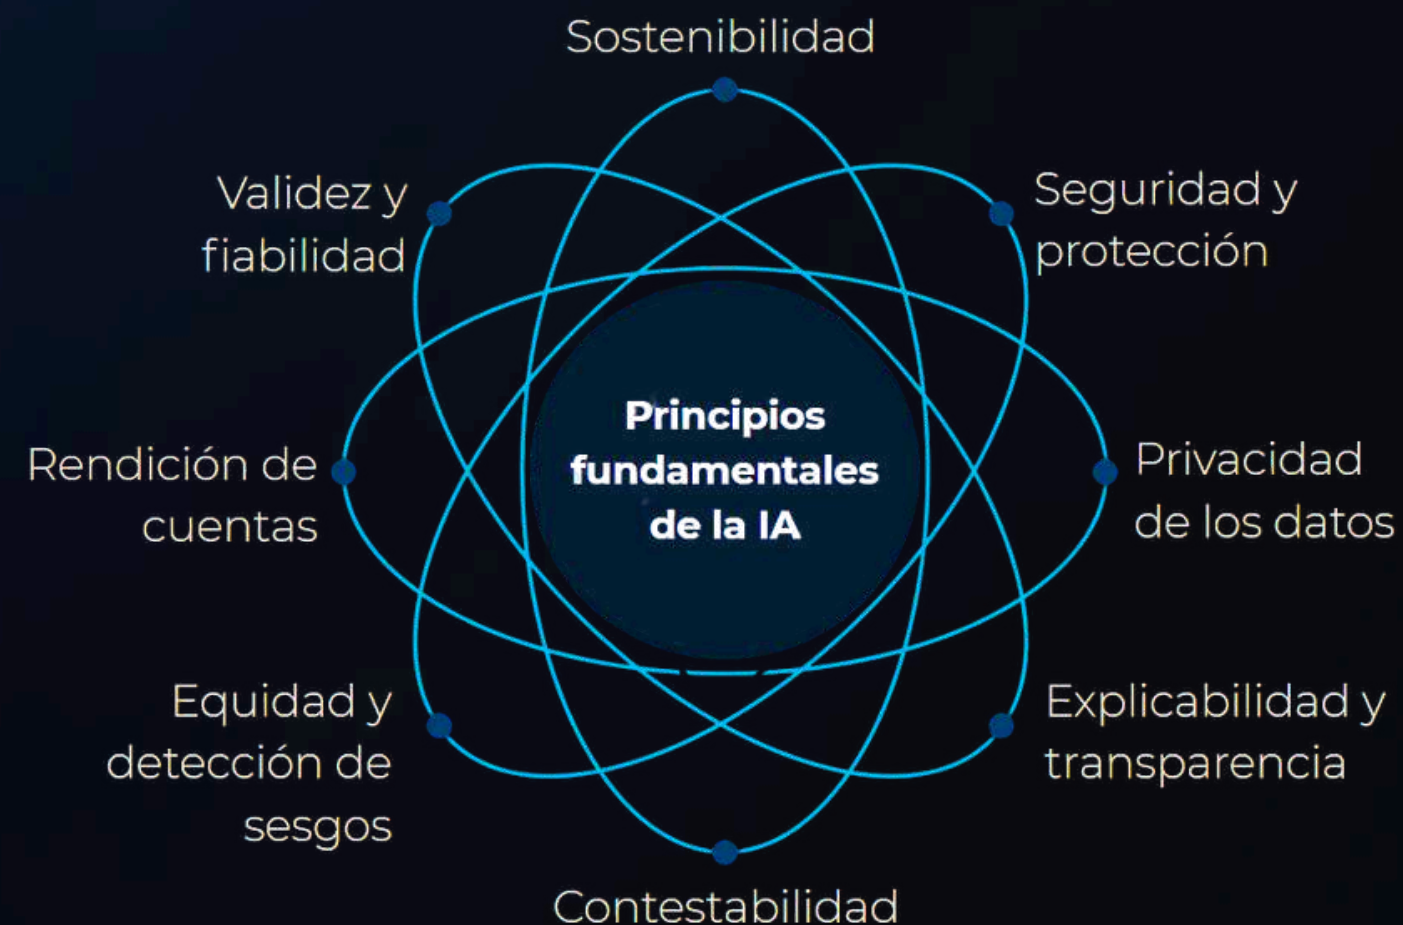 Sostenibilidad
Validez y
fiabilidad
Seguridad y
protección
Principios
fundamentales
de la IA
Rendición de
cuentas
Privacidad
de los datos
Equidad y
detección de
sesgos
Explicabilidad y
transparencia
Contestabilidad